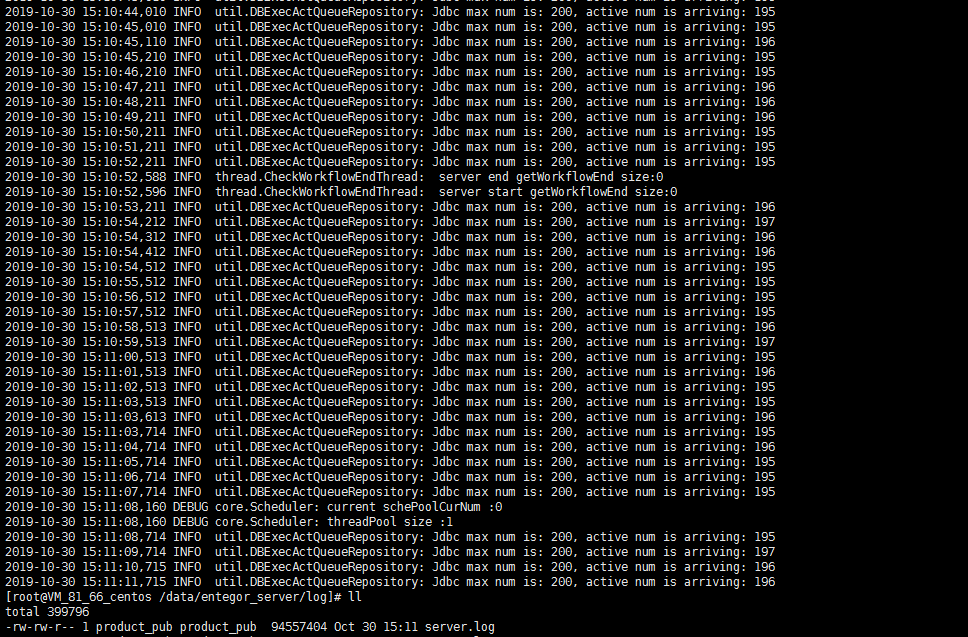 2019-10-30 15:10:44,010 INFO  util.DBExecActQueueRepository: Jdbc max num is: 200, active num is arriving: 195
2019-10-30 15:10:45,010 INFO  util.DBExecActQueueRepository: Jdbc max num is: 200, active num is arriving: 195
2019-10-30 15:10:45,110 INFO  util.DBExecActQueueRepository: Jdbc max num is: 200, active num is arriving: 196
2019-10-30 15:10:45,210 INFO  util.DBExecActQueueRepository: Jdbc max num is: 200, active num is arriving: 195
2019-10-30 15:10:46,210 INFO  util.DBExecActQueueRepository: Jdbc max num is: 200, active num is arriving: 195
2019-10-30 15:10:47,211 INFO  util.DBExecActQueueRepository: Jdbc max num is: 200, active num is arriving: 196
2019-10-30 15:10:48,211 INFO  util.DBExecActQueueRepository: Jdbc max num is: 200, active num is arriving: 196
2019-10-30 15:10:49,211 INFO  util.DBExecActQueueRepository: Jdbc max num is: 200, active num is arriving: 196
2019-10-30 15:10:50,211 INFO  util.DBExecActQueueRepository: Jdbc max num is: 200, active num is arriving: 195
2019-10-30 15:10:51,211 INFO  util.DBExecActQueueRepository: Jdbc max num is: 200, active num is arriving: 195
2019-10-30 15:10:52,211 INFO  util.DBExecActQueueRepository: Jdbc max num is: 200, active num is arriving: 195
2019-10-30 15:10:52,588 INFO  thread.CheckWorkflowEndThread:  server end getWorkflowEnd size:0
2019-10-30 15:10:52,596 INFO  thread.CheckWorkflowEndThread:  server start getWorkflowEnd size:0
2019-10-30 15:10:53,211 INFO  util.DBExecActQueueRepository: Jdbc max num is: 200, active num is arriving: 196
2019-10-30 15:10:54,212 INFO  util.DBExecActQueueRepository: Jdbc max num is: 200, active num is arriving: 197
2019-10-30 15:10:54,312 INFO  util.DBExecActQueueRepository: Jdbc max num is: 200, active num is arriving: 196
2019-10-30 15:10:54,412 INFO  util.DBExecActQueueRepository: Jdbc max num is: 200, active num is arriving: 196
2019-10-30 15:10:54,512 INFO  util.DBExecActQueueRepository: Jdbc max num is: 200, active num is arriving: 195
2019-10-30 15:10:55,512 INFO  util.DBExecActQueueRepository: Jdbc max num is: 200, active num is arriving: 195
2019-10-30 15:10:56,512 INFO  util.DBExecActQueueRepository: Jdbc max num is: 200, active num is arriving: 195
2019-10-30 15:10:57,512 INFO  util.DBExecActQueueRepository: Jdbc max num is: 200, active num is arriving: 195
2019-10-30 15:10:58,513 INFO  util.DBExecActQueueRepository: Jdbc max num is: 200, active num is arriving: 196
2019-10-30 15:10:59,513 INFO  util.DBExecActQueueRepository: Jdbc max num is: 200, active num is arriving: 197
2019-10-30 15:11:00,513 INFO  util.DBExecActQueueRepository: Jdbc max num is: 200, active num is arriving: 195
2019-10-30 15:11:01,513 INFO  util.DBExecActQueueRepository: Jdbc max num is: 200, active num is arriving: 196
2019-10-30 15:11:02,513 INFO  util.DBExecActQueueRepository: Jdbc max num is: 200, active num is arriving: 195
2019-10-30 15:11:03,513 INFO  util.DBExecActQueueRepository: Jdbc max num is: 200, active num is arriving: 195
2019-10-30 15:11:03,613 INFO  util.DBExecActQueueRepository: Jdbc max num is: 200, active num is arriving: 196
2019-10-30 15:11:03,714 INFO  util.DBExecActQueueRepository: Jdbc max num is: 200, active num is arriving: 195
2019-10-30 15:11:04,714 INFO  util.DBExecActQueueRepository: Jdbc max num is: 200, active num is arriving: 196
2019-10-30 15:11:05,714 INFO  util.DBExecActQueueRepository: Jdbc max num is: 200, active num is arriving: 195
2019-10-30 15:11:06,714 INFO  util.DBExecActQueueRepository: Jdbc max num is: 200, active num is arriving: 195
2019-10-30 15:11:07,714 INFO  util.DBExecActQueueRepository: Jdbc max num is: 200, active num is arriving: 195
2019-10-30 15:11:08,160 DEBUG core.Scheduler: current schePoolCurNum :0
2019-10-30 15:11:08,160 DEBUG core.Scheduler: threadPool size :1
2019-10-30 15:11:08,714 INFO  util.DBExecActQueueRepository: Jdbc max num is: 200, active num is arriving: 195
2019-10-30 15:11:09,714 INFO  util.DBExecActQueueRepository: Jdbc max num is: 200, active num is arriving: 197
2019-10-30 15:11:10,715 INFO  util.DBExecActQueueRepository: Jdbc max num is: 200, active num is arriving: 196
2019-10-30 15:11:11,715 INFO  util.DBExecActQueueRepository: Jdbc max num is: 200, active num is arriving: 196
[root@VM_81_66_centos /data/entegor_server/log]# ll
total 399796
-rw-rw-r-- 1 product_pub product_pub  94557404 Oct 30 15:11 server.log